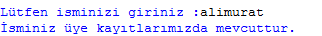 Lütfen isminizi giriniz :alimurat
İsminiz üye kayıtlarımızda mevcuttur.